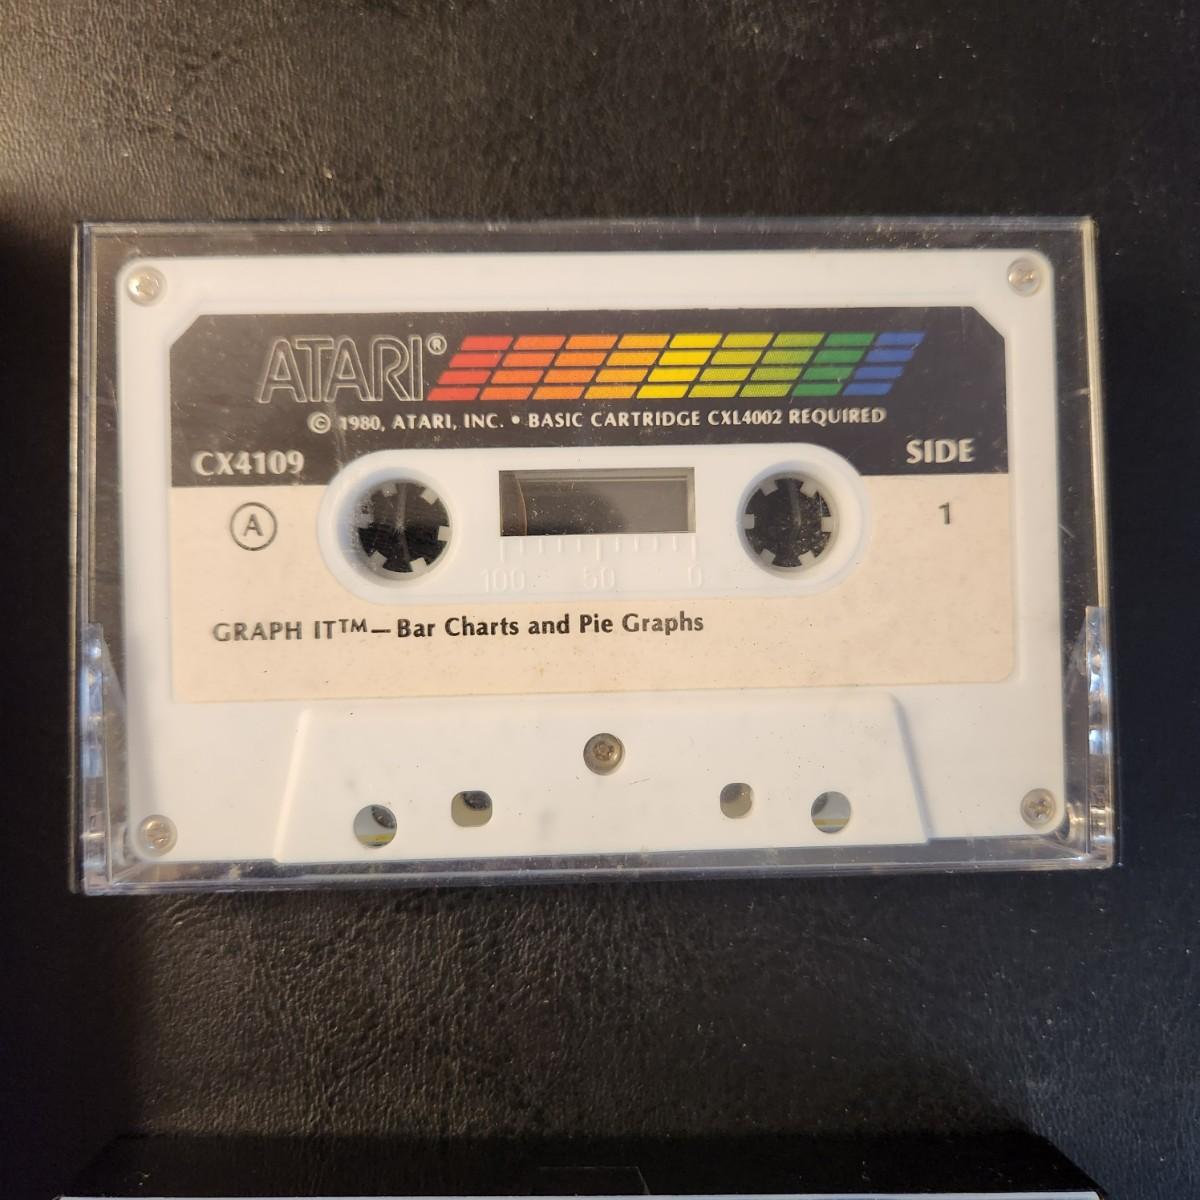 ATARI®
© 1980, ATARI, INC. • BASIC CARTRIDGE CXL4002 REQUIRED
CX4109 SIDE
A 1
100 50 0
GRAPH IT™—Bar Charts and Pie Graphs